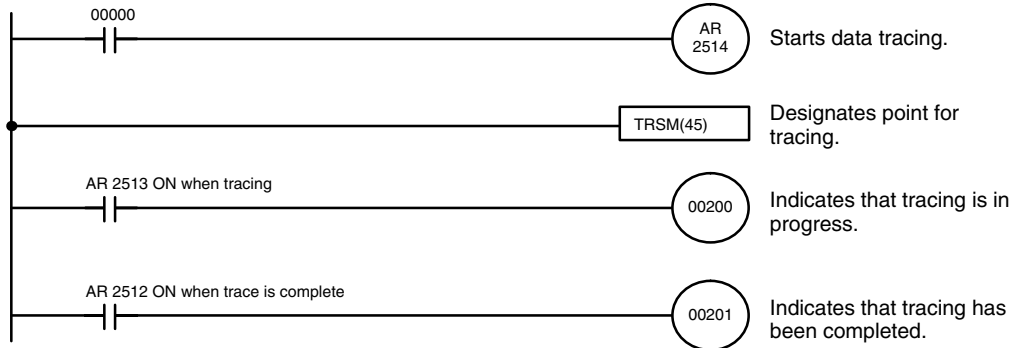 00000
AR
2514
Starts data tracing.
TRSM(45)
Designates point for
tracing.
AR 2513 ON when tracing
00200
Indicates that tracing is in
progress.
AR 2512 ON when trace is complete
00201
Indicates that tracing has
been completed.